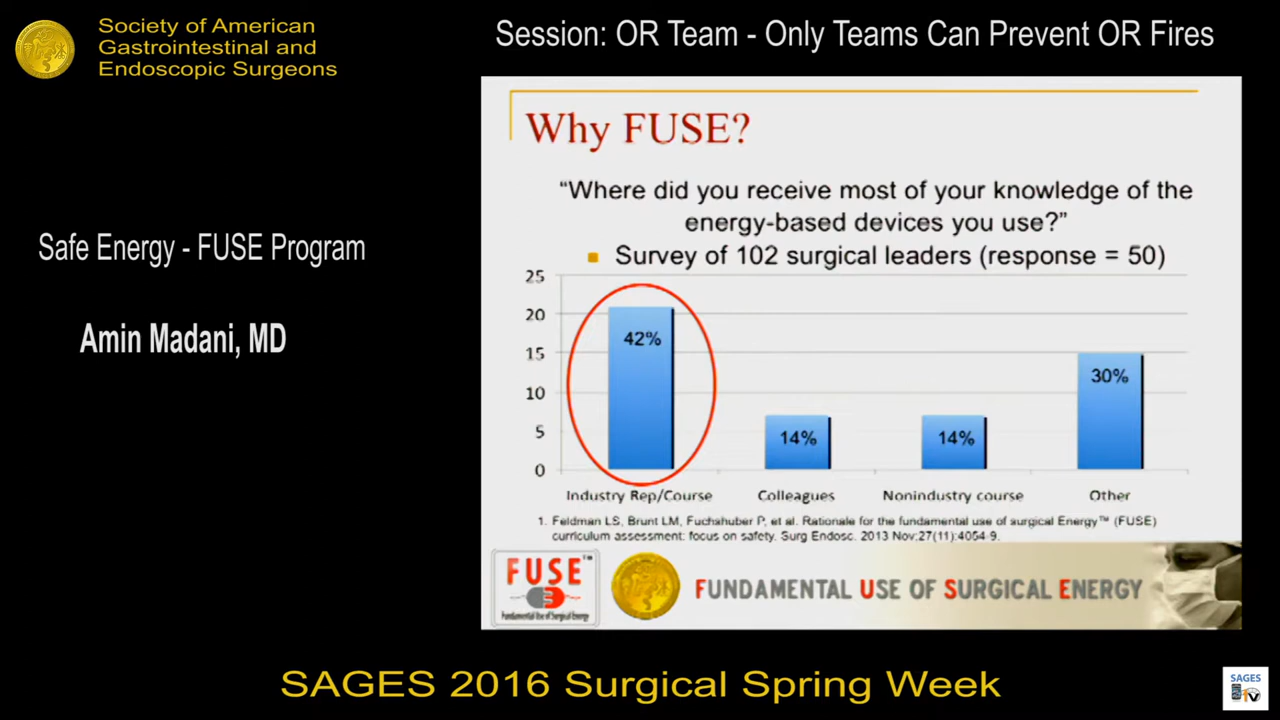 Society of American
Gastrointestinal and
Endoscopic Surgeons
Session: OR Team - Only Teams Can Prevent OR Fires
Safe Energy - FUSE Program
Amin Madani, MD
Why FUSE?
“Where did you receive most of your knowledge of the
energy-based devices you use?”
Survey of 102 surgical leaders (response = 50)
25
20
15
10
5
0
42%
14%
14%
30%
Industry Rep/Course
Colleagues
Nonindustry course
Other
1. Feldman LS, Brunt LM, Fuchshuber P, et al. Rationale for the fundamental use of surgical Energy™ (FUSE)
curriculum assessment: focus on safety. Surg Endosc. 2013 Nov;27(11):4054-9.
FUSE™
Fundamental Use of Surgical Energy
FUNDAMENTAL USE OF SURGICAL ENERGY
SAGES 2016 Surgical Spring Week
SAGES
TV